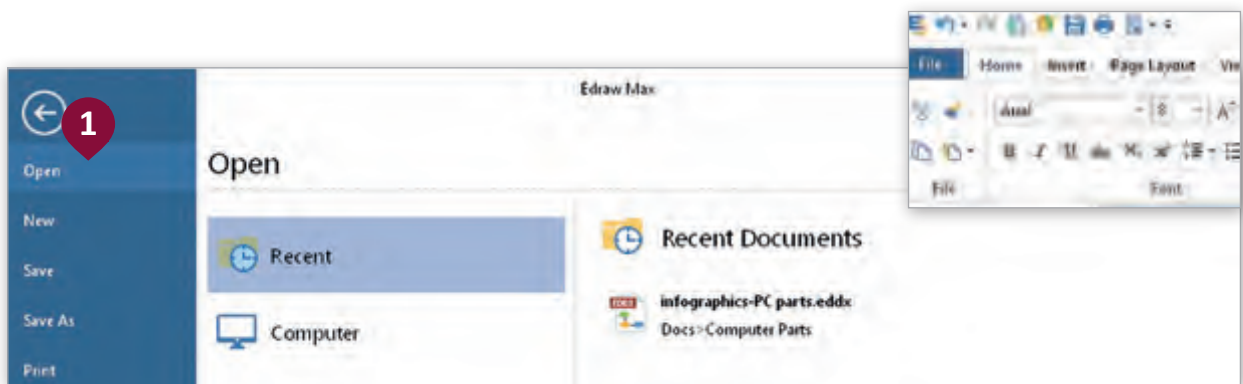 Edraw Max
File Home Insert Page Layout
8
File Font
1
Open
New
Save
Save As
Print
Open
Recent
Computer
Recent Documents
infographics-PC parts.eddx
Docs>Computer Parts